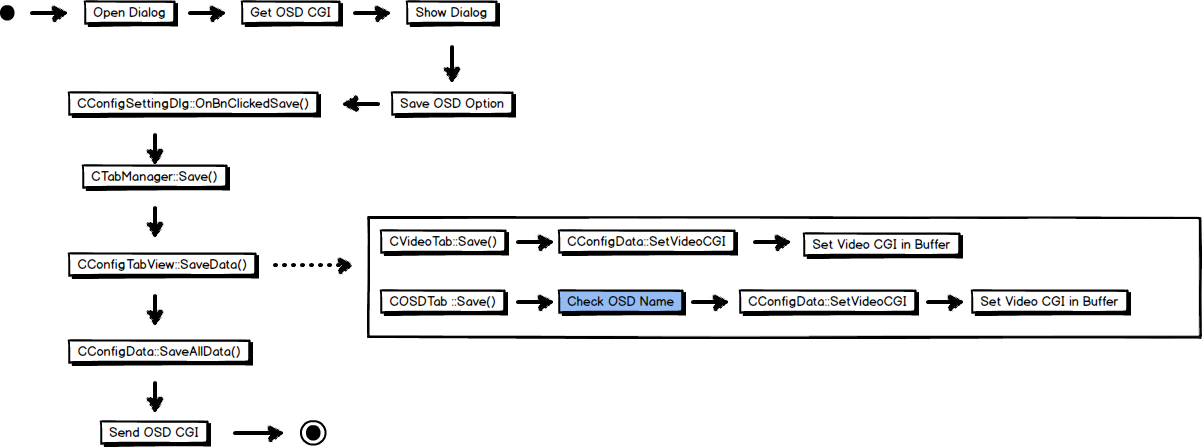 Open Dialog
Get OSD CGI
Show Dialog
CConfigSettingDlg::OnBnClickedSave()
Save OSD Option
CTabManager::Save()
CVideoTab::Save()
CConfigData::SetVideoCGI
Set Video CGI in Buffer
CConfigTabView::SaveData()
COSDTab ::Save()
Check OSD Name
CConfigData::SetVideoCGI
Set Video CGI in Buffer
CConfigData::SaveAllData()
Send OSD CGI